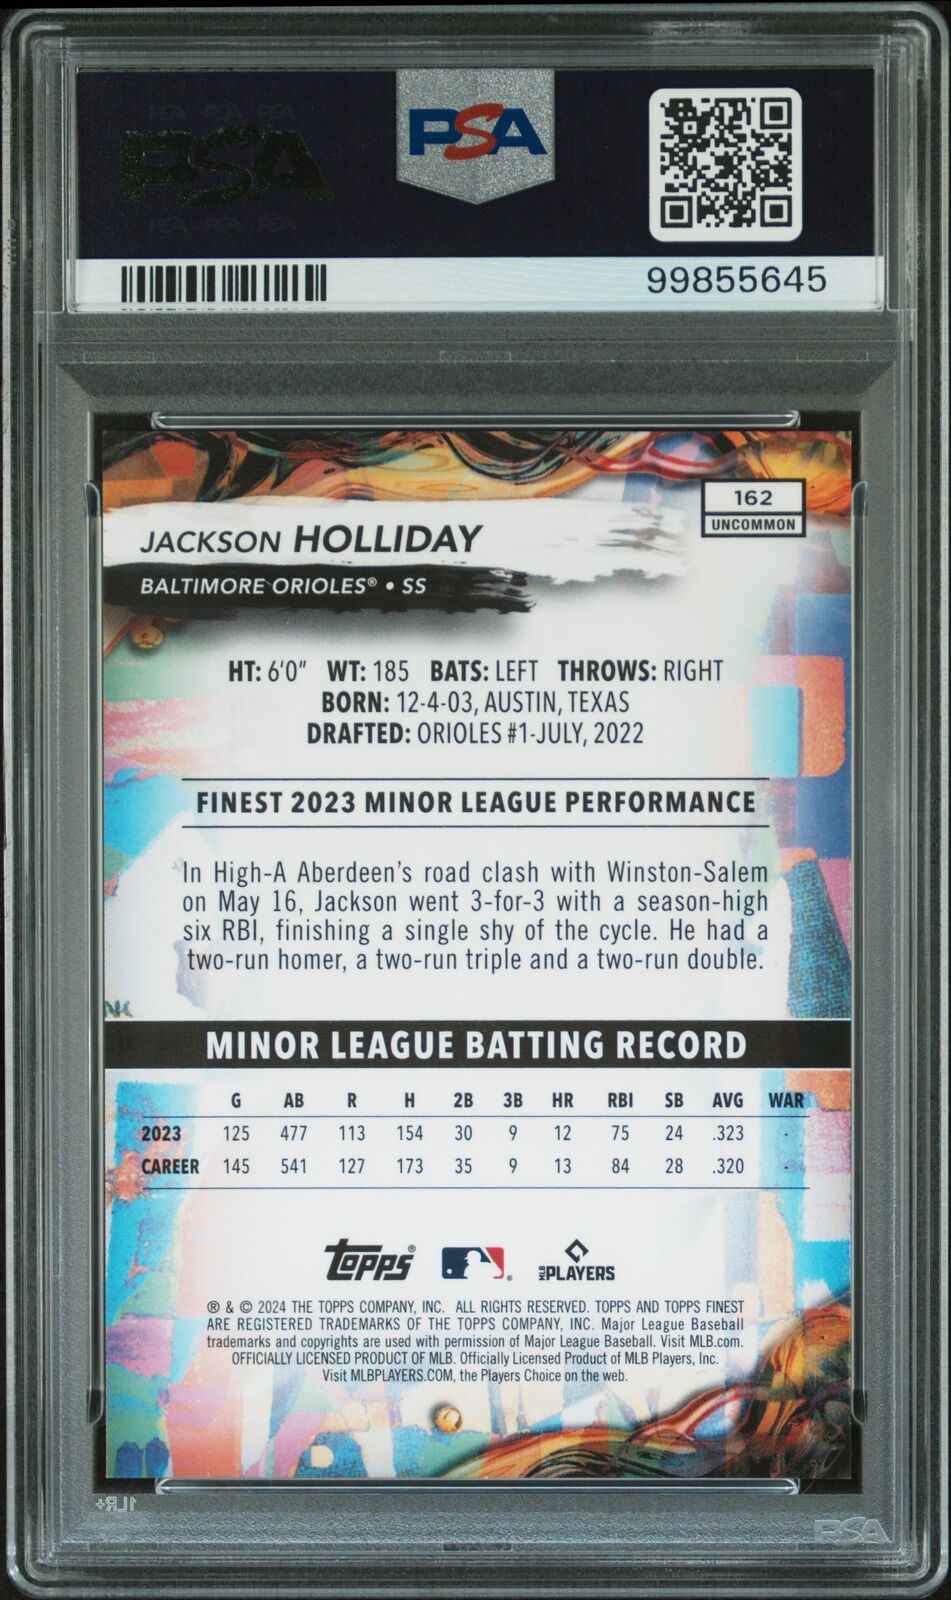 PSA
PSA
99855645
162
UNCOMMON
JACKSON HOLLIDAY
BALTIMORE ORIOLES® • SS
HT: 6'0" WT: 185 BATS: LEFT THROWS: RIGHT
BORN: 12-4-03, AUSTIN, TEXAS
DRAFTED: ORIOLES #1-JULY, 2022
FINEST 2023 MINOR LEAGUE PERFORMANCE
In High-A Aberdeen's road clash with Winston-Salem
on May 16, Jackson went 3-for-3 with a season-high
six RBI, finishing a single shy of the cycle. He had a
two-run homer, a two-run triple and a two-run double.
MINOR LEAGUE BATTING RECORD
G AB R H 2B 3B HR RBI SB AVG WAR
2023 125 477 113 154 30 9 12 75 24 .323 -
CAREER 145 541 127 173 35 9 13 84 28 .320 -
Topps® ® MLB PLAYERS
® & © 2024 THE TOPPS COMPANY, INC. ALL RIGHTS RESERVED. TOPPS AND TOPPS FINEST
ARE REGISTERED TRADEMARKS OF THE TOPPS COMPANY, INC. Major League Baseball
trademarks and copyrights are used with permission of Major League Baseball. Visit MLB.com.
OFFICIALLY LICENSED PRODUCT OF MLB. Officially Licensed Product of MLB Players, Inc.
Visit MLBPLAYERS.COM, the Players Choice on the web.
1LR+
PSA